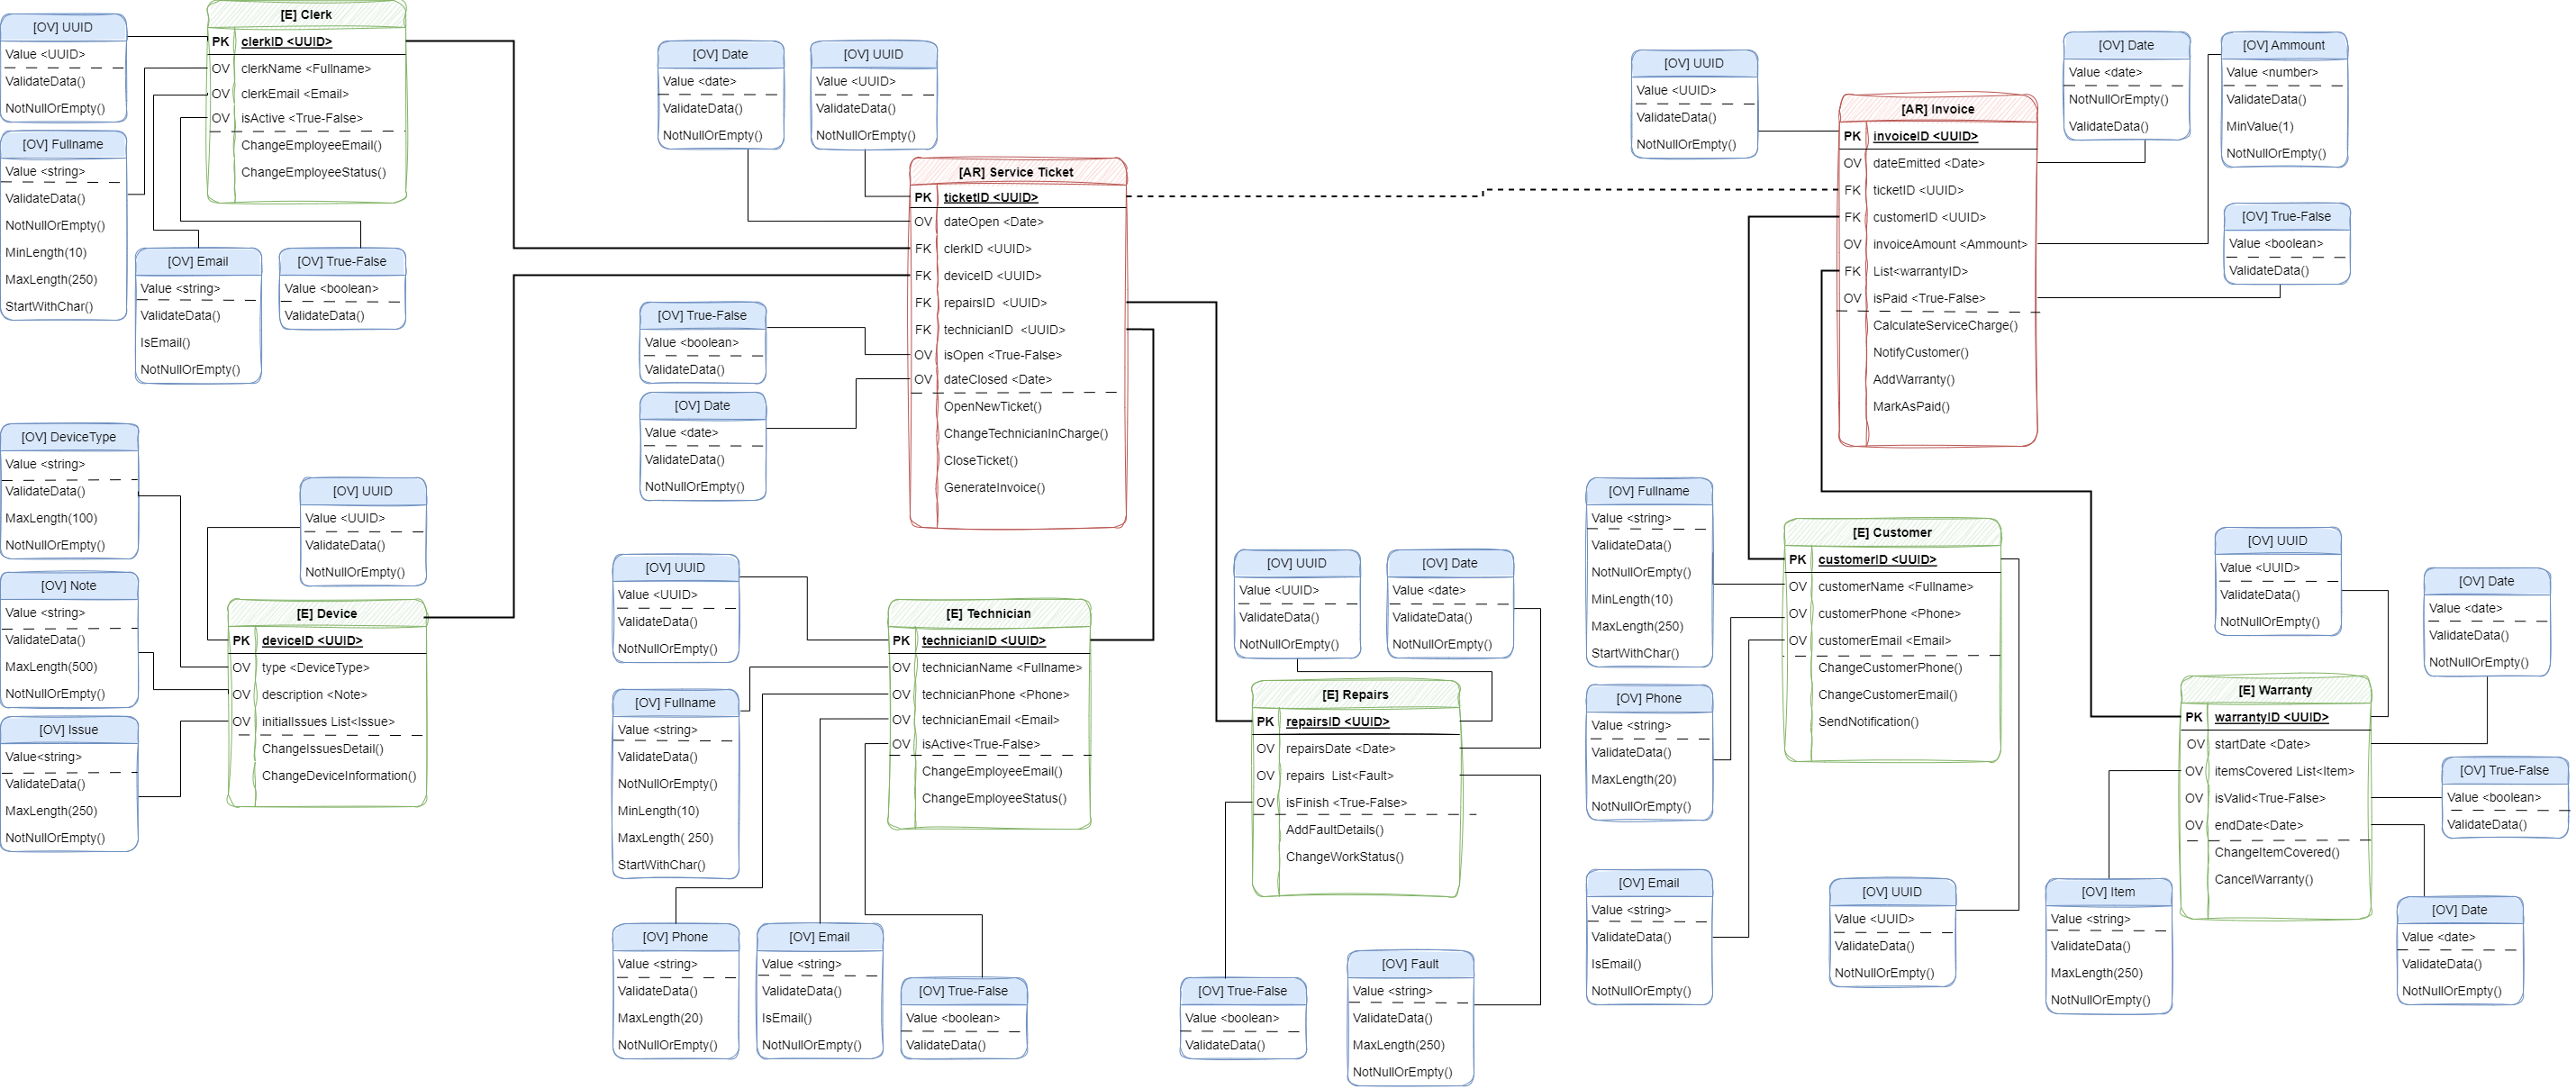 [OV] UUID
Value <UUID>
ValidateData()
NotNullOrEmpty()
[OV] Fullname
Value <string>
ValidateData()
NotNullOrEmpty()
MinLength(10)
MaxLength(250)
StartWithChar()
[E] Clerk
PK clerkID <UUID>
OV clerkName <Fullname>
OV clerkEmail <Email>
OV isActive <True-False>
ChangeEmployeeEmail()
ChangeEmployeeStatus()
[OV] Email
Value <string>
ValidateData()
IsEmail()
NotNullOrEmpty()
[OV] True-False
Value <boolean>
ValidateData()
[OV] DeviceType
Value <string>
ValidateData()
MaxLength(100)
NotNullOrEmpty()
[OV] Note
Value <string>
ValidateData()
MaxLength(500)
NotNullOrEmpty()
[OV] Issue
Value<string>
ValidateData()
MaxLength(250)
NotNullOrEmpty()
[OV] UUID
Value <UUID>
ValidateData()
NotNullOrEmpty()
[E] Device
PK deviceID <UUID>
OV type <DeviceType>
OV description <Note>
OV initialIssues List<Issue>
ChangeIssuesDetail()
ChangeDeviceInformation()
[OV] Date
Value <date>
ValidateData()
NotNullOrEmpty()
[OV] UUID
Value <UUID>
ValidateData()
NotNullOrEmpty()
[AR] Service Ticket
PK ticketID <UUID>
OV dateOpen <Date>
FK clerkID <UUID>
FK deviceID <UUID>
FK repairsID <UUID>
FK technicianID <UUID>
OV isOpen <True-False>
OV dateClosed <Date>
OpenNewTicket()
ChangeTechnicianInCharge()
CloseTicket()
GenerateInvoice()
[OV] True-False
Value <boolean>
ValidateData()
[OV] Date
Value <date>
ValidateData()
NotNullOrEmpty()
[OV] UUID
Value <UUID>
ValidateData()
NotNullOrEmpty()
[OV] Fullname
Value <string>
ValidateData()
NotNullOrEmpty()
MinLength(10)
MaxLength( 250)
StartWithChar()
[E] Technician
PK technicianID <UUID>
OV technicianName <Fullname>
OV technicianPhone <Phone>
OV technicianEmail <Email>
OV isActive<True-False>
ChangeEmployeeEmail()
ChangeEmployeeStatus()
[OV] Phone
Value <string>
ValidateData()
MaxLength(20)
NotNullOrEmpty()
[OV] Email
Value <string>
ValidateData()
IsEmail()
NotNullOrEmpty()
[OV] True-False
Value <boolean>
ValidateData()
[OV] UUID
Value <UUID>
ValidateData()
NotNullOrEmpty()
[OV] Date
Value <date>
ValidateData()
NotNullOrEmpty()
[E] Repairs
PK repairsID <UUID>
OV repairsDate <Date>
OV repairs List<Fault>
OV isFinish <True-False>
AddFaultDetails()
ChangeWorkStatus()
[OV] True-False
Value <boolean>
ValidateData()
[OV] Fault
Value <string>
ValidateData()
MaxLength(250)
NotNullOrEmpty()
[OV] UUID
Value <UUID>
ValidateData()
NotNullOrEmpty()
[AR] Invoice
PK invoiceID <UUID>
OV dateEmitted <Date>
FK ticketID <UUID>
FK customerID <UUID>
OV invoiceAmount <Ammount>
FK List<warrantyID>
OV isPaid <True-False>
CalculateServiceCharge()
NotifyCustomer()
AddWarranty()
MarkAsPaid()
[OV] Date
Value <date>
NotNullOrEmpty()
ValidateData()
[OV] Ammount
Value <number>
ValidateData()
MinValue(1)
NotNullOrEmpty()
[OV] True-False
Value <boolean>
ValidateData()
[OV] Fullname
Value <string>
ValidateData()
NotNullOrEmpty()
MinLength(10)
MaxLength(250)
StartWithChar()
[OV] Phone
Value <string>
ValidateData()
MaxLength(20)
NotNullOrEmpty()
[OV] Email
Value <string>
ValidateData()
IsEmail()
NotNullOrEmpty()
[E] Customer
PK customerID <UUID>
OV customerName <Fullname>
OV customerPhone <Phone>
OV customerEmail <Email>
ChangeCustomerPhone()
ChangeCustomerEmail()
SendNotification()
[OV] UUID
Value <UUID>
ValidateData()
NotNullOrEmpty()
[OV] UUID
Value <UUID>
ValidateData()
NotNullOrEmpty()
[OV] Date
Value <date>
ValidateData()
NotNullOrEmpty()
[E] Warranty
PK warrantyID <UUID>
OV startDate <Date>
OV itemsCovered List<Item>
OV isValid<True-False>
OV endDate<Date>
ChangeItemCovered()
CancelWarranty()
[OV] True-False
Value <boolean>
ValidateData()
[OV] Item
Value <string>
ValidateData()
MaxLength(250)
NotNullOrEmpty()
[OV] Date
Value <date>
ValidateData()
NotNullOrEmpty()